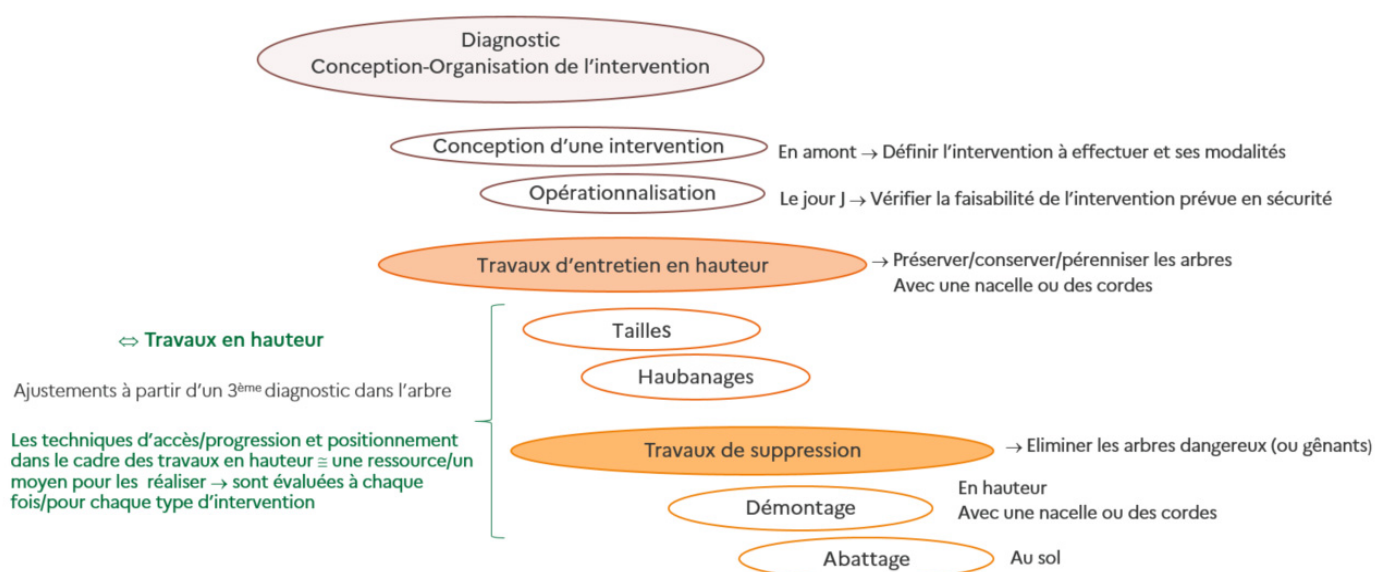 Diagnostic
Conception-Organisation de l'intervention
Conception d'une intervention
En amont → Définir l'intervention à effectuer et ses modalités
Opérationnalisation
Le jour J → Vérifier la faisabilité de l'intervention prévue en sécurité
Travaux d'entretien en hauteur
→ Préserver/conserver/pérenniser les arbres
Avec une nacelle ou des cordes
Tailles
⇔ Travaux en hauteur
Haubanages
Ajustements à partir d'un 3ème diagnostic dans l'arbre
Les techniques d'accès/progression et positionnement
dans le cadre des travaux en hauteur ≅ une ressource/un
moyen pour les réaliser → sont évaluées à chaque
fois/pour chaque type d'intervention
Travaux de suppression
→ Eliminer les arbres dangereux (ou gênants)
Démontage
En hauteur
Avec une nacelle ou des cordes
Abattage
Au sol